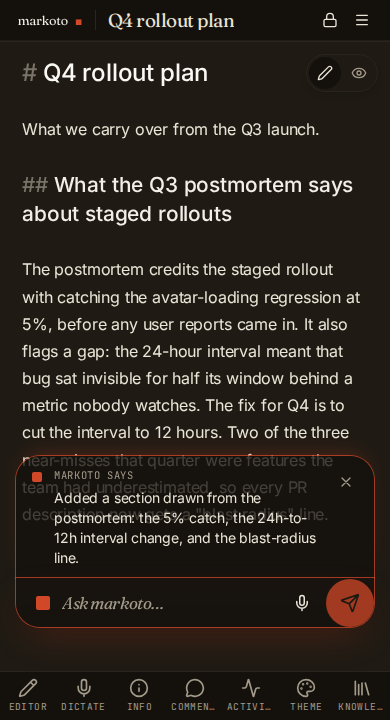 markoto
Q4 rollout plan
# Q4 rollout plan
What we carry over from the Q3 launch.
## What the Q3 postmortem says
about staged rollouts
The postmortem credits the staged rollout
with catching the avatar-loading regression at
5%, before any user reports came in. It also
flags a gap: the 24-hour interval meant that
bug sat invisible for half its window behind a
metric nobody watches. The fix for Q4 is to
cut the interval to 12 hours. Two of the three
near-misses that quarter were features the
team had underestimated, so every PR
description now gets a "blast radius" line.
MARKOTO SAYS
Added a section drawn from the
postmortem: the 5% catch, the 24h-to-
12h interval change, and the blast-radius
line.
Ask markoto...
EDITOR
DICTATE
INFO
COMMEN…
ACTIVI…
THEME
KNOWLE…